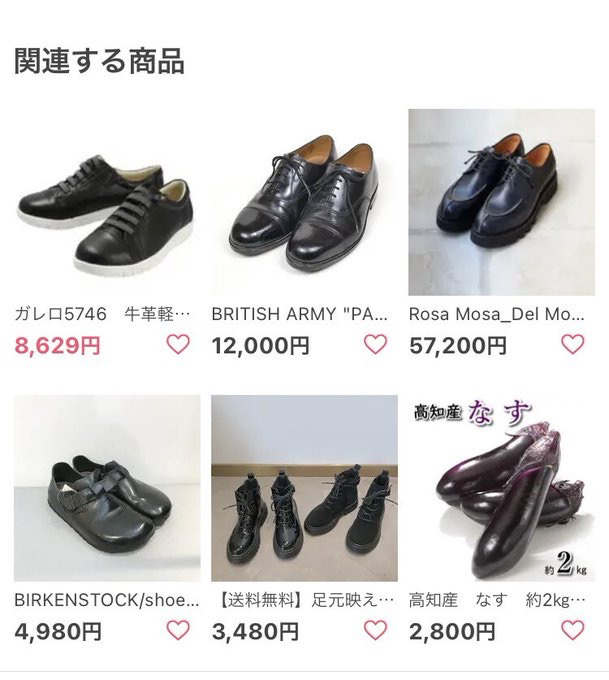 関連する商品
ガレロ5746　牛革軽…
8,629円
BRITISH ARMY "PA...
12,000円
Rosa Mosa_Del Mo...
57,200円
高知産 なす
約2kg
BIRKENSTOCK/shoe...
4,980円
【送料無料】足元映え…
3,480円
高知産　なす　約2㎏…
2,800円